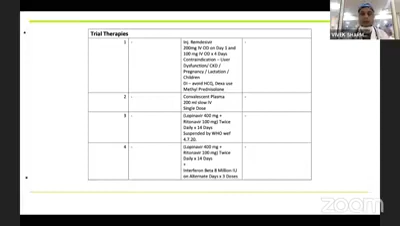 VIVEK SHARM...
Trial Therapies
1 - Inj. Remdesivir -
200mg IV OD on Day 1 and
100 mg IV OD x 4 Days
Contraindication – Liver
Dysfunction/ CKD /
Pregnancy / Lactation /
Children
DI – avoid HCQ, Dexa use
Methyl Prednisolone
2 - Convalescent Plasma -
200 ml slow IV
Single Dose
3 - (Lopinavir 400 mg +
Ritonavir 100 mg) Twice
Daily x 14 Days
Suspended by WHO wef
4.7.20.
4 - (Lopinavir 400 mg + -
Ritonavir 100 mg) Twice
Daily x 14 Days
+
Interferon Beta 8 Million IU
on Alternate Days x 3 Doses
zoom